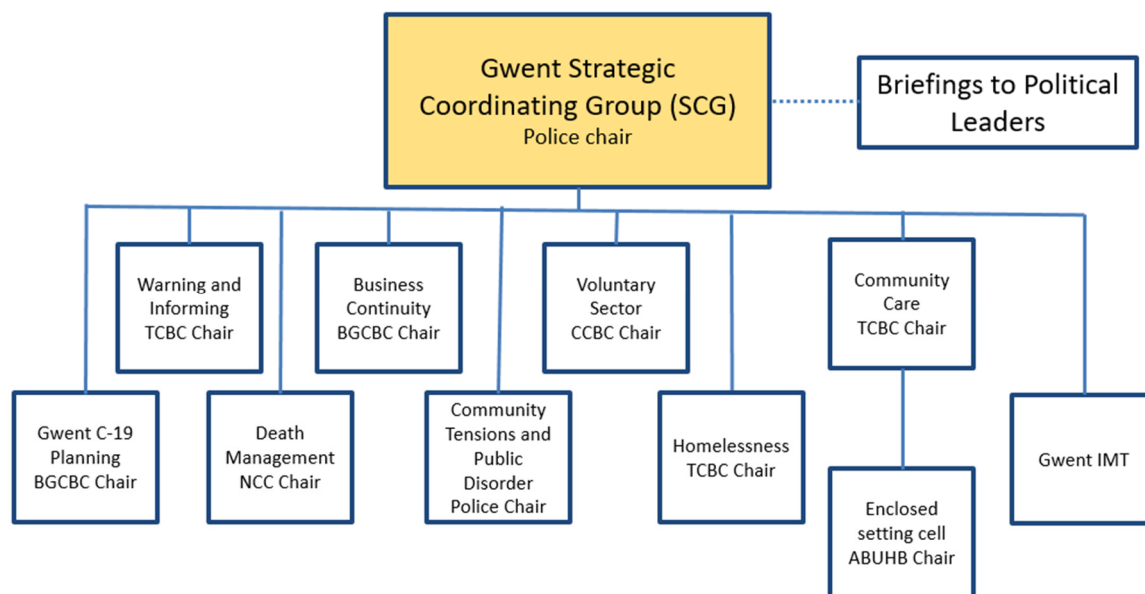 Gwent Strategic
Coordinating Group (SCG)
Police chair
Briefings to Political
Leaders
Warning and
Informing
TCBC Chair
Business
Continuity
BGCBC Chair
Voluntary
Sector
CCBC Chair
Community
Care
TCBC Chair
Gwent C-19
Planning
BGCBC Chair
Death
Management
NCC Chair
Community
Tensions and
Public
Disorder
Police Chair
Homelessness
TCBC Chair
Enclosed
setting cell
ABUHB Chair
Gwent IMT